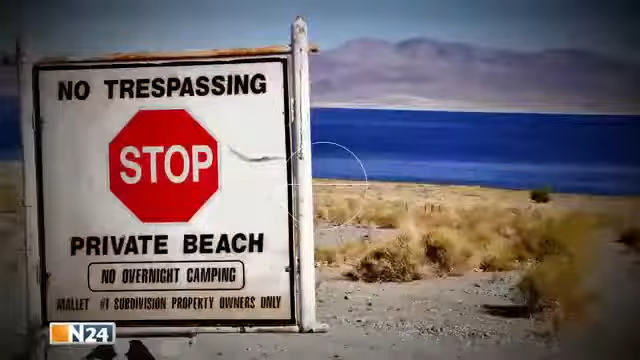 NO TRESPASSING
STOP
PRIVATE BEACH
NO OVERNIGHT CAMPING
MALLET #1 SUBDIVISION PROPERTY OWNERS ONLY
N24